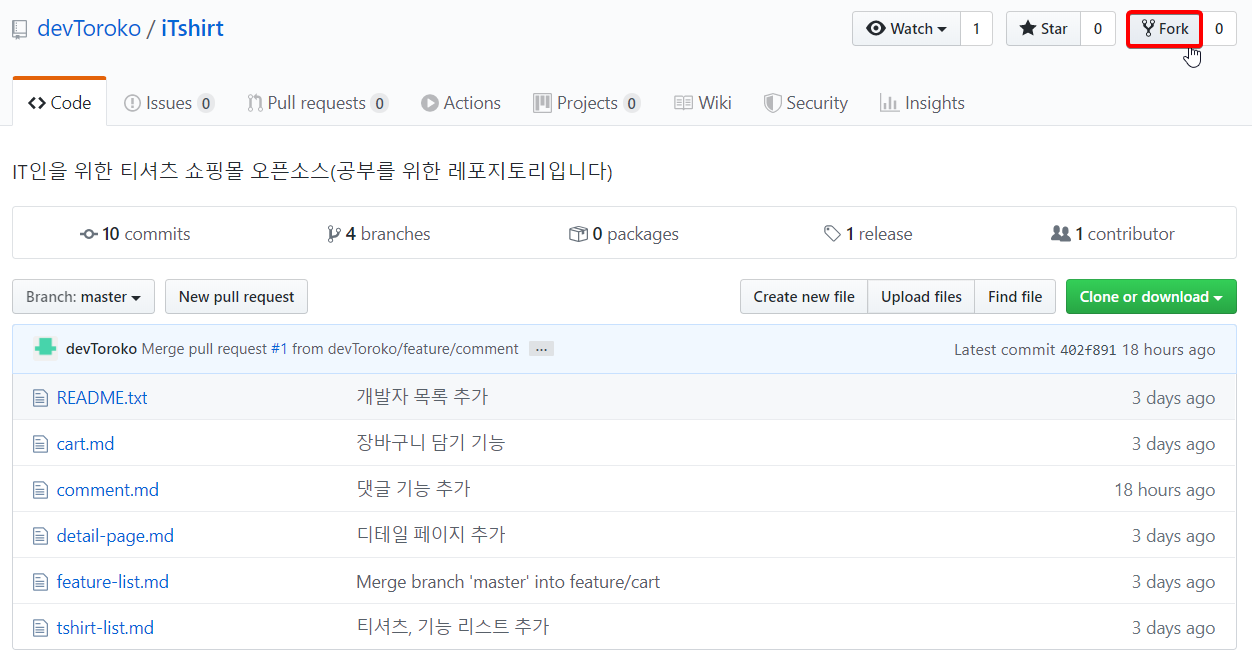 devToroko / iTshirt Watch 1 Star 0 Fork 0
Code Issues 0 Pull requests 0 Actions Projects 0 Wiki Security Insights
IT인을 위한 티셔츠 쇼핑몰 오픈소스(공부를 위한 레포지토리입니다)
10 commits 4 branches 0 packages 1 release 1 contributor
Branch: master New pull request Create new file Upload files Find file Clone or download
devToroko Merge pull request #1 from devToroko/feature/comment ... Latest commit 402f891 18 hours ago
README.txt 개발자 목록 추가 3 days ago
cart.md 장바구니 담기 기능 3 days ago
comment.md 댓글 기능 추가 18 hours ago
detail-page.md 디테일 페이지 추가 3 days ago
feature-list.md Merge branch 'master' into feature/cart 3 days ago
tshirt-list.md 티셔츠, 기능 리스트 추가 3 days ago